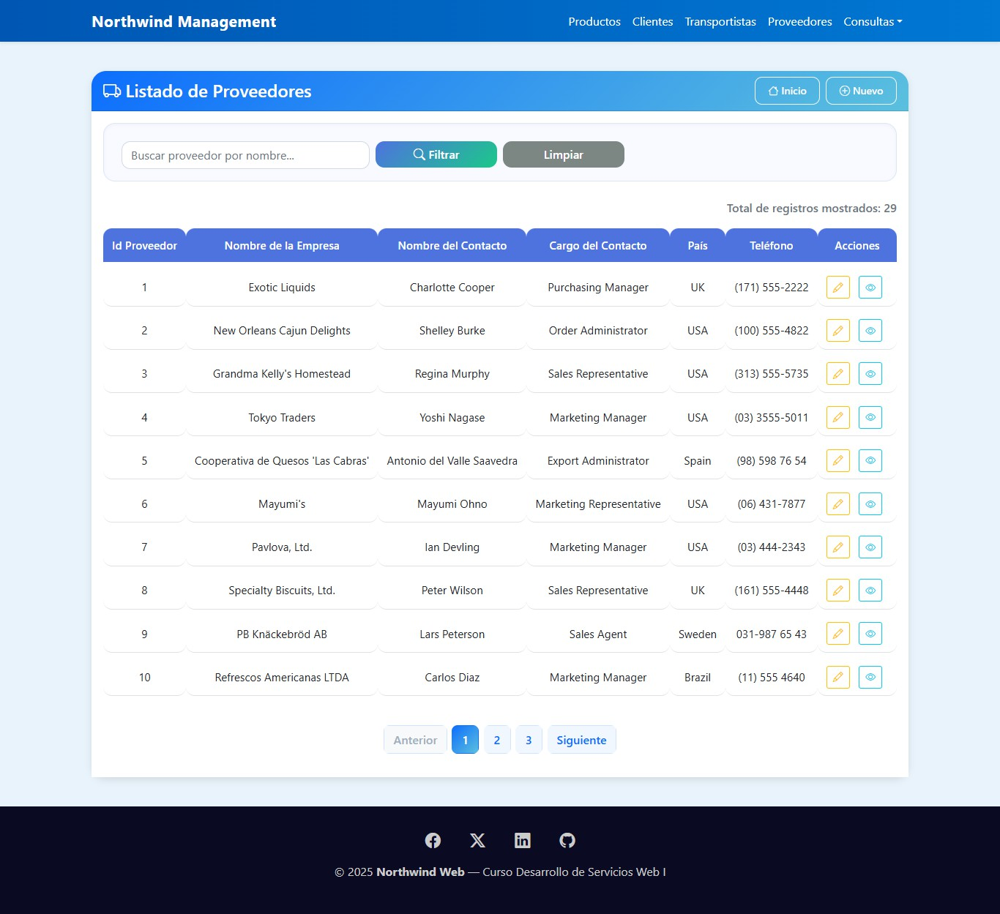 Northwind Management Productos Clientes Transportistas Proveedores Consultas
Listado de Proveedores Inicio Nuevo
Buscar proveedor por nombre... Filtrar Limpiar
Total de registros mostrados: 29
Id Proveedor Nombre de la Empresa Nombre del Contacto Cargo del Contacto País Teléfono Acciones
1 Exotic Liquids Charlotte Cooper Purchasing Manager UK (171) 555-2222
2 New Orleans Cajun Delights Shelley Burke Order Administrator USA (100) 555-4822
3 Grandma Kelly's Homestead Regina Murphy Sales Representative USA (313) 555-5735
4 Tokyo Traders Yoshi Nagase Marketing Manager USA (03) 3555-5011
5 Cooperativa de Quesos 'Las Cabras' Antonio del Valle Saavedra Export Administrator Spain (98) 598 76 54
6 Mayumi's Mayumi Ohno Marketing Representative USA (06) 431-7877
7 Pavlova, Ltd. Ian Devling Marketing Manager USA (03) 444-2343
8 Specialty Biscuits, Ltd. Peter Wilson Sales Representative UK (161) 555-4448
9 PB Knäckebröd AB Lars Peterson Sales Agent Sweden 031-987 65 43
10 Refrescos Americanas LTDA Carlos Diaz Marketing Manager Brazil (11) 555 4640
Anterior 1 2 3 Siguiente
© 2025 Northwind Web — Curso Desarrollo de Servicios Web I